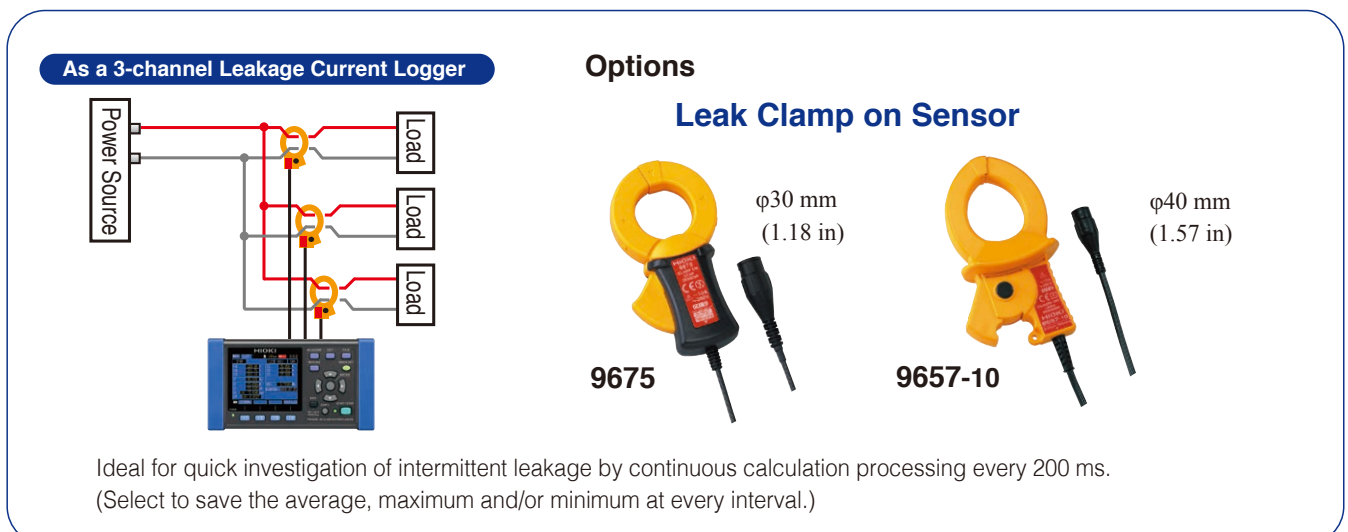 As a 3-channel Leakage Current Logger
Power Source
Load
Load
Load
HIOKI
Options
Leak Clamp on Sensor
φ30 mm
(1.18 in)
9675
φ40 mm
(1.57 in)
9657-10
Ideal for quick investigation of intermittent leakage by continuous calculation processing every 200 ms.
(Select to save the average, maximum and/or minimum at every interval.)